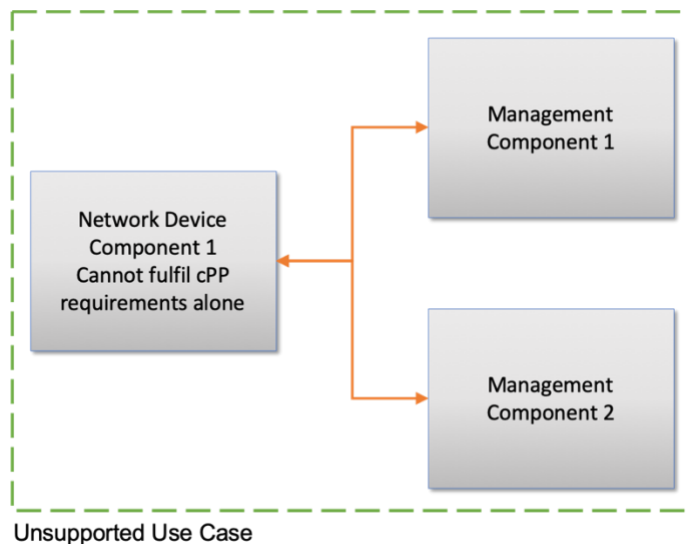 Management
Component 1
Network Device
Component 1
Cannot fulfil cPP
requirements alone
Management
Component 2
Unsupported Use Case